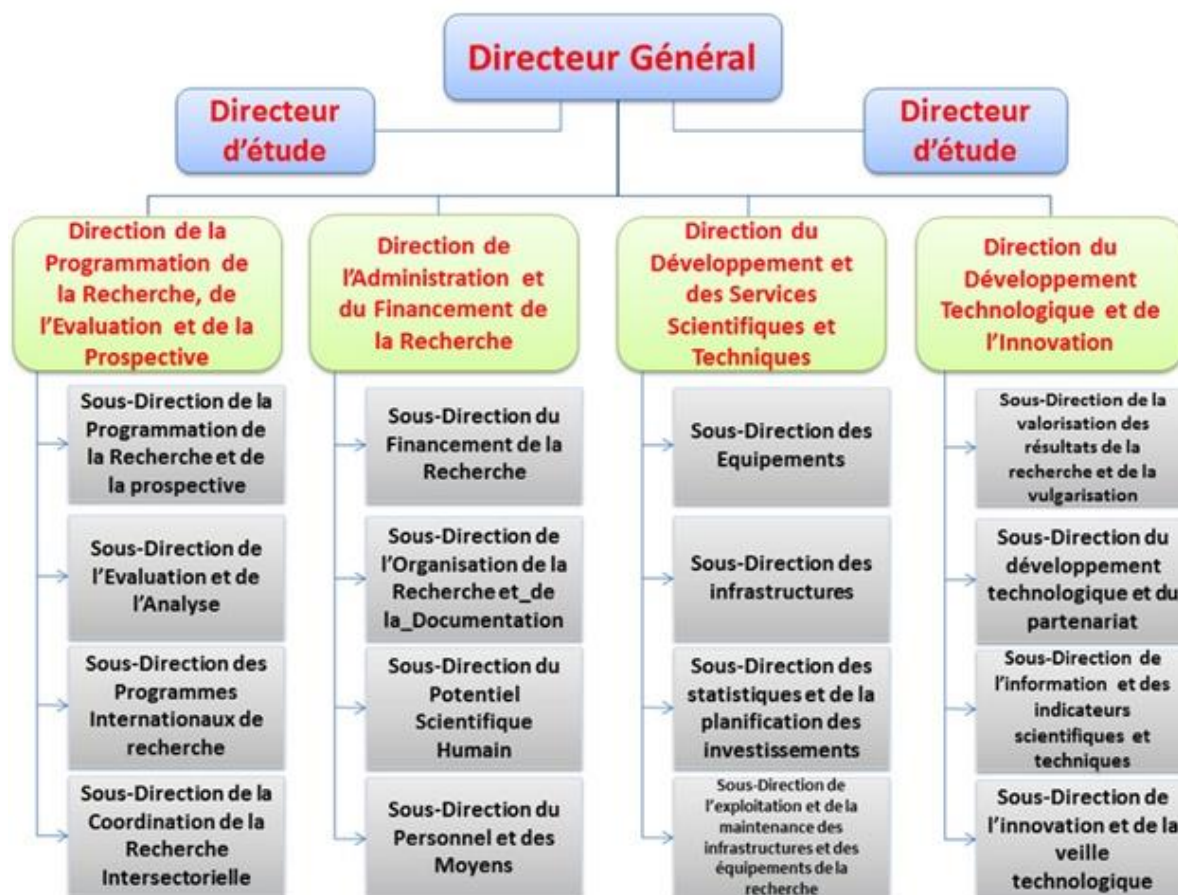 Directeur Général
Directeur
d’étude
Directeur
d’étude
Direction de la
Programmation de
la Recherche, de
l’Evaluation et de la
Prospective
Sous-Direction de la
Programmation de
la Recherche et de
la prospective
Sous-Direction de
l’Evaluation et de
l’Analyse
Sous-Direction des
Programmes
Internationaux de
recherche
Sous-Direction de la
Coordination de la
Recherche
Intersectorielle
Direction de
l’Administration et
du Financement de
la Recherche
Sous-Direction du
Financement de la
Recherche
Sous-Direction de
l’Organisation de la
Recherche et_de
la_Documentation
Sous-Direction du
Potentiel
Scientifique
Humain
Sous-Direction du
Personnel et des
Moyens
Direction du
Développement et
des Services
Scientifiques et
Techniques
Sous-Direction des
Equipements
Sous-Direction des
infrastructures
Sous-Direction des
statistiques et de la
planification des
investissements
Sous-Direction de
l’exploitation et de la
maintenance des
infrastructures et des
équipements de la
recherche
Direction du
Développement
Technologique et de
l’Innovation
Sous-Direction de la
valorisation des
résultats de la
recherche et de la
vulgarisation
Sous-Direction du
développement
technologique et du
partenariat
Sous-Direction de
l’information et des
indicateurs
scientifiques et
techniques
Sous-Direction de
l’innovation et de la
veille
technologique